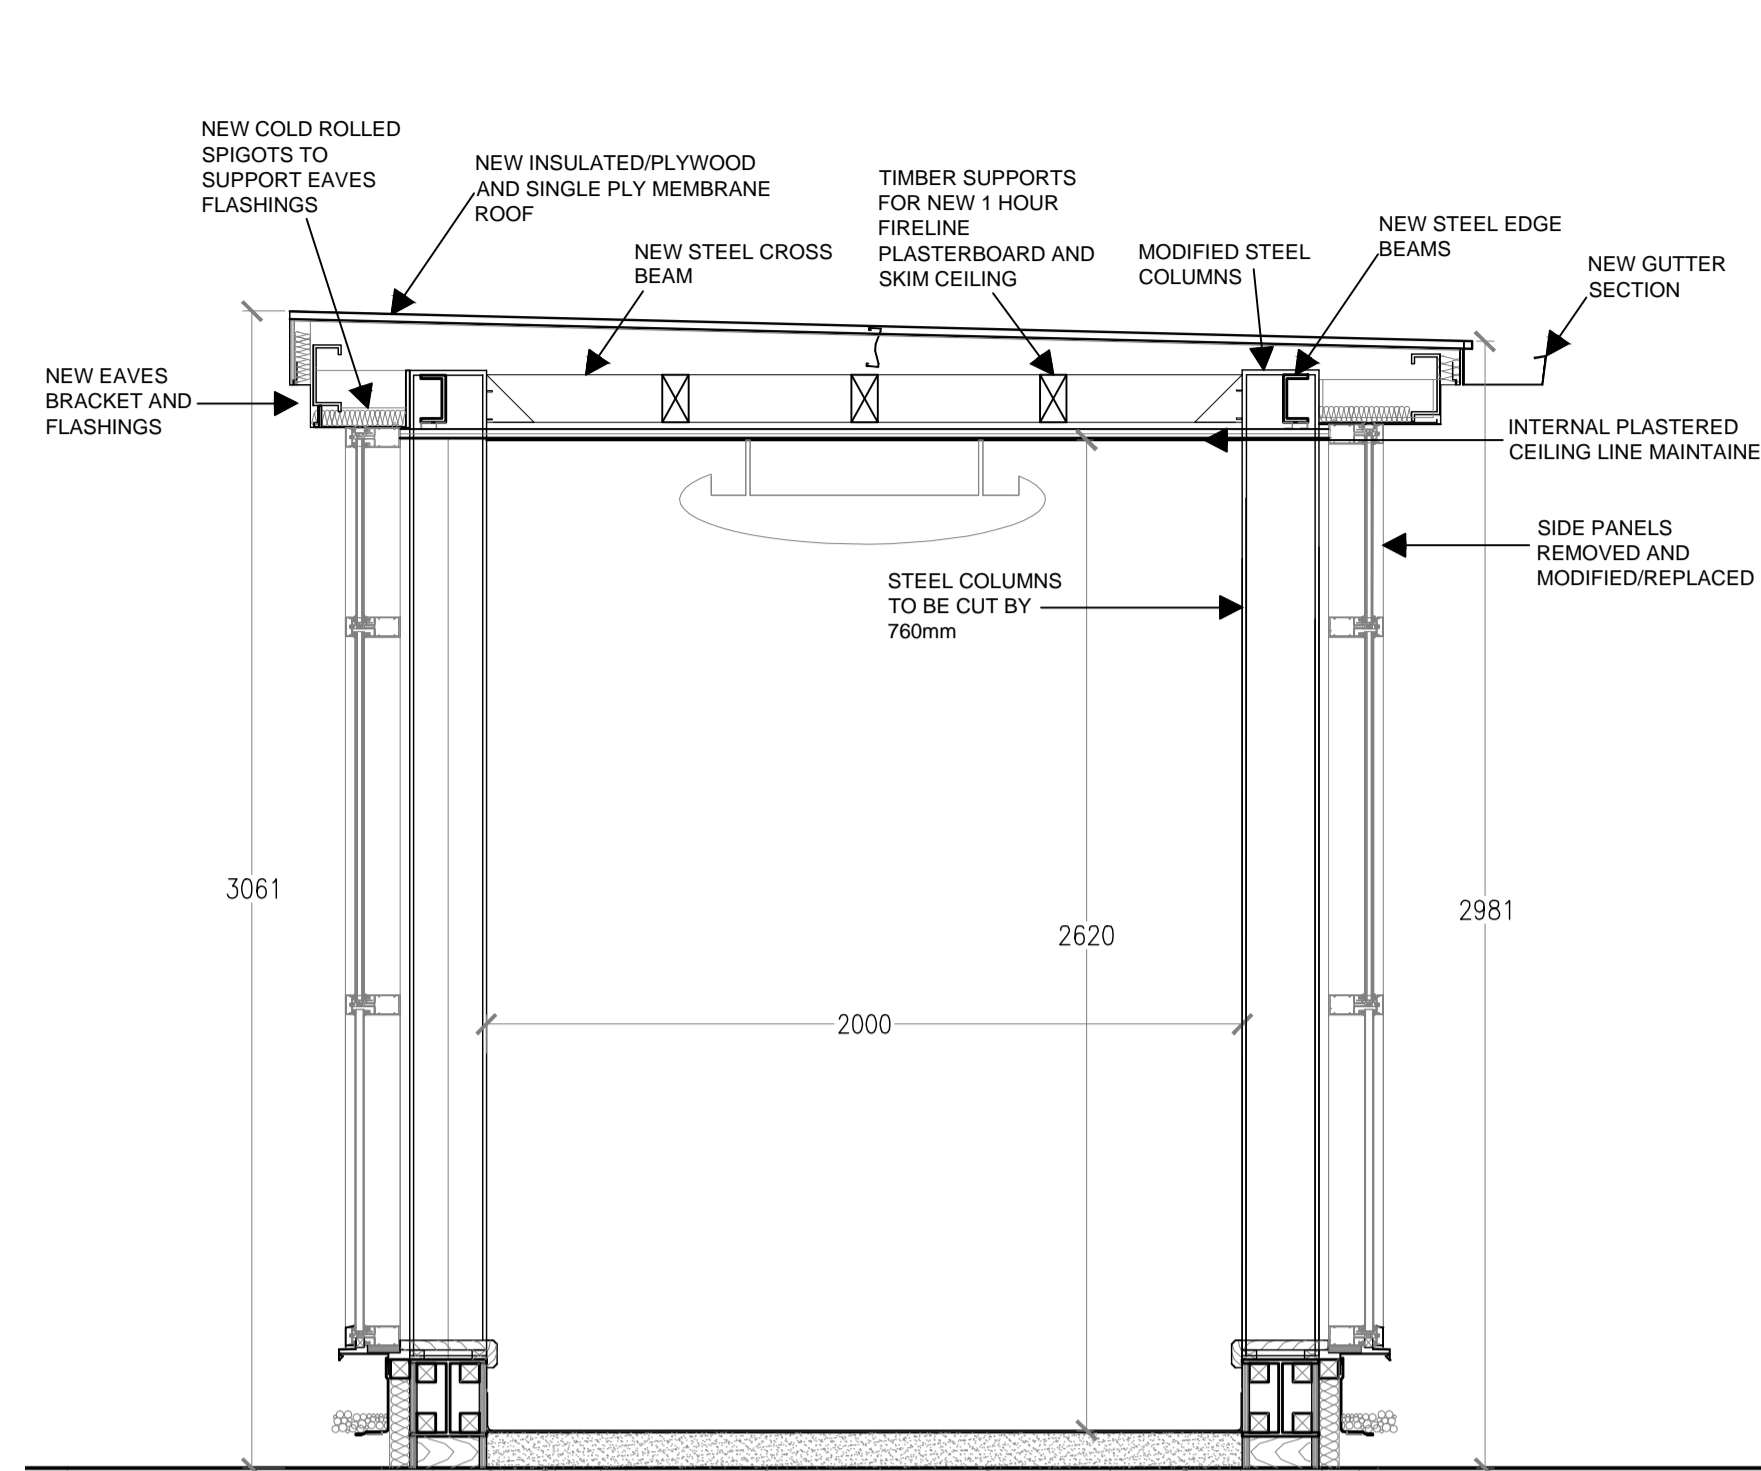 NEW COLD ROLLED
SPIGOTS TO
SUPPORT EAVES
FLASHINGS
NEW INSULATED/PLYWOOD
AND SINGLE PLY MEMBRANE
ROOF
NEW STEEL CROSS
BEAM
TIMBER SUPPORTS
FOR NEW 1 HOUR
FIRELINE
PLASTERBOARD AND
SKIM CEILING
MODIFIED STEEL
COLUMNS
NEW STEEL EDGE
BEAMS
NEW GUTTER
SECTION
NEW EAVES
BRACKET AND
FLASHINGS
INTERNAL PLASTERED
CEILING LINE MAINTAINE
SIDE PANELS
REMOVED AND
MODIFIED/REPLACED
STEEL COLUMNS
TO BE CUT BY
760mm
3061
2981
2620
2000